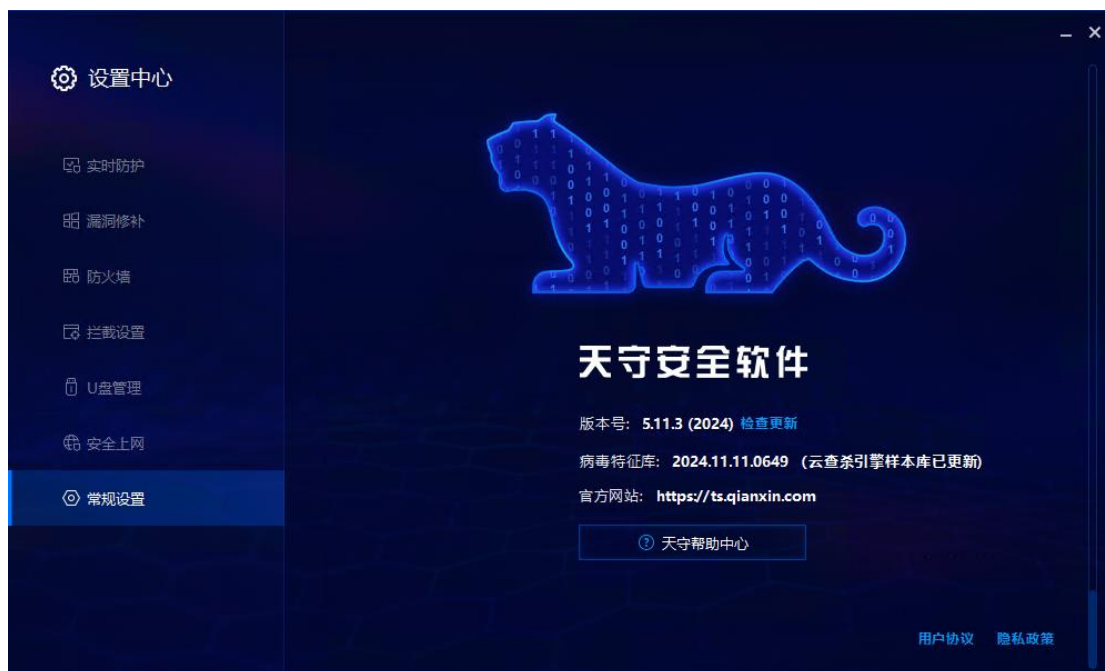 设置中心
实时防护
漏洞修补
防火墙
拦截设置
U盘管理
安全上网
常规设置
天守安全软件
版本号: 5.11.3 (2024) 检查更新
病毒特征库: 2024.11.11.0649 (云查杀引擎样本库已更新)
官方网站: https://ts.qianxin.com
天守帮助中心
用户协议 隐私政策